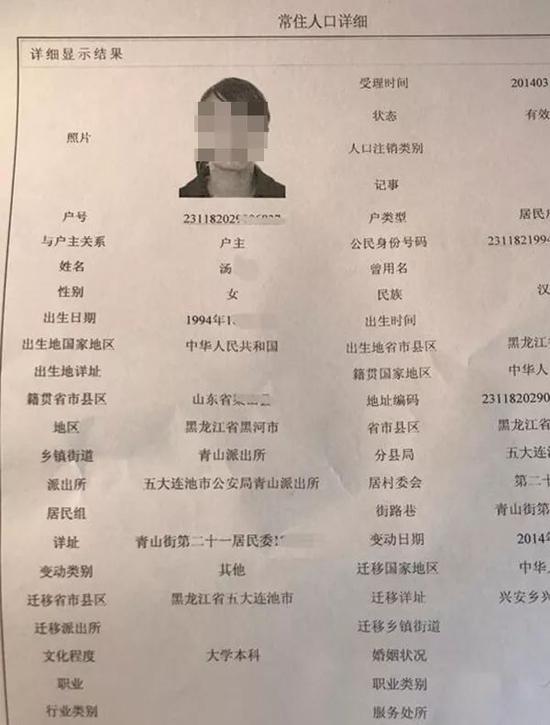 常住人口详细
详细显示结果
照片
受理时间 201403
状态 有效
人口注销类别
记事
户号 231182029 户类型 居民
与户主关系 户主 公民身份号码 2311821994
姓名 汤 曾用名
性别 女 民族 汉
出生日期 1994年1 出生时间
出生地国家地区 中华人民共和国 出生地省市县区 黑龙江省
出生地详址 籍贯国家地区 中华人
籍贯省市县区 山东省 地址编码 2311820290
地区 黑龙江省黑河市 省市县区 黑龙江省
乡镇街道 青山派出所 分县局 五大连
派出所 五大连池市公安局青山派出所 居村委会 第二十
居民组 街路巷 青山街第
详址 青山街第二十一居民委 变动日期 2014年
变动类别 其他 迁移国家地区 中华人
迁移省市县区 黑龙江省五大连池市 迁移详址 兴安乡兴
迁移派出所 迁移乡镇街道
文化程度 大学本科 婚姻状况
职业 职业类别
行业类别 服务处所